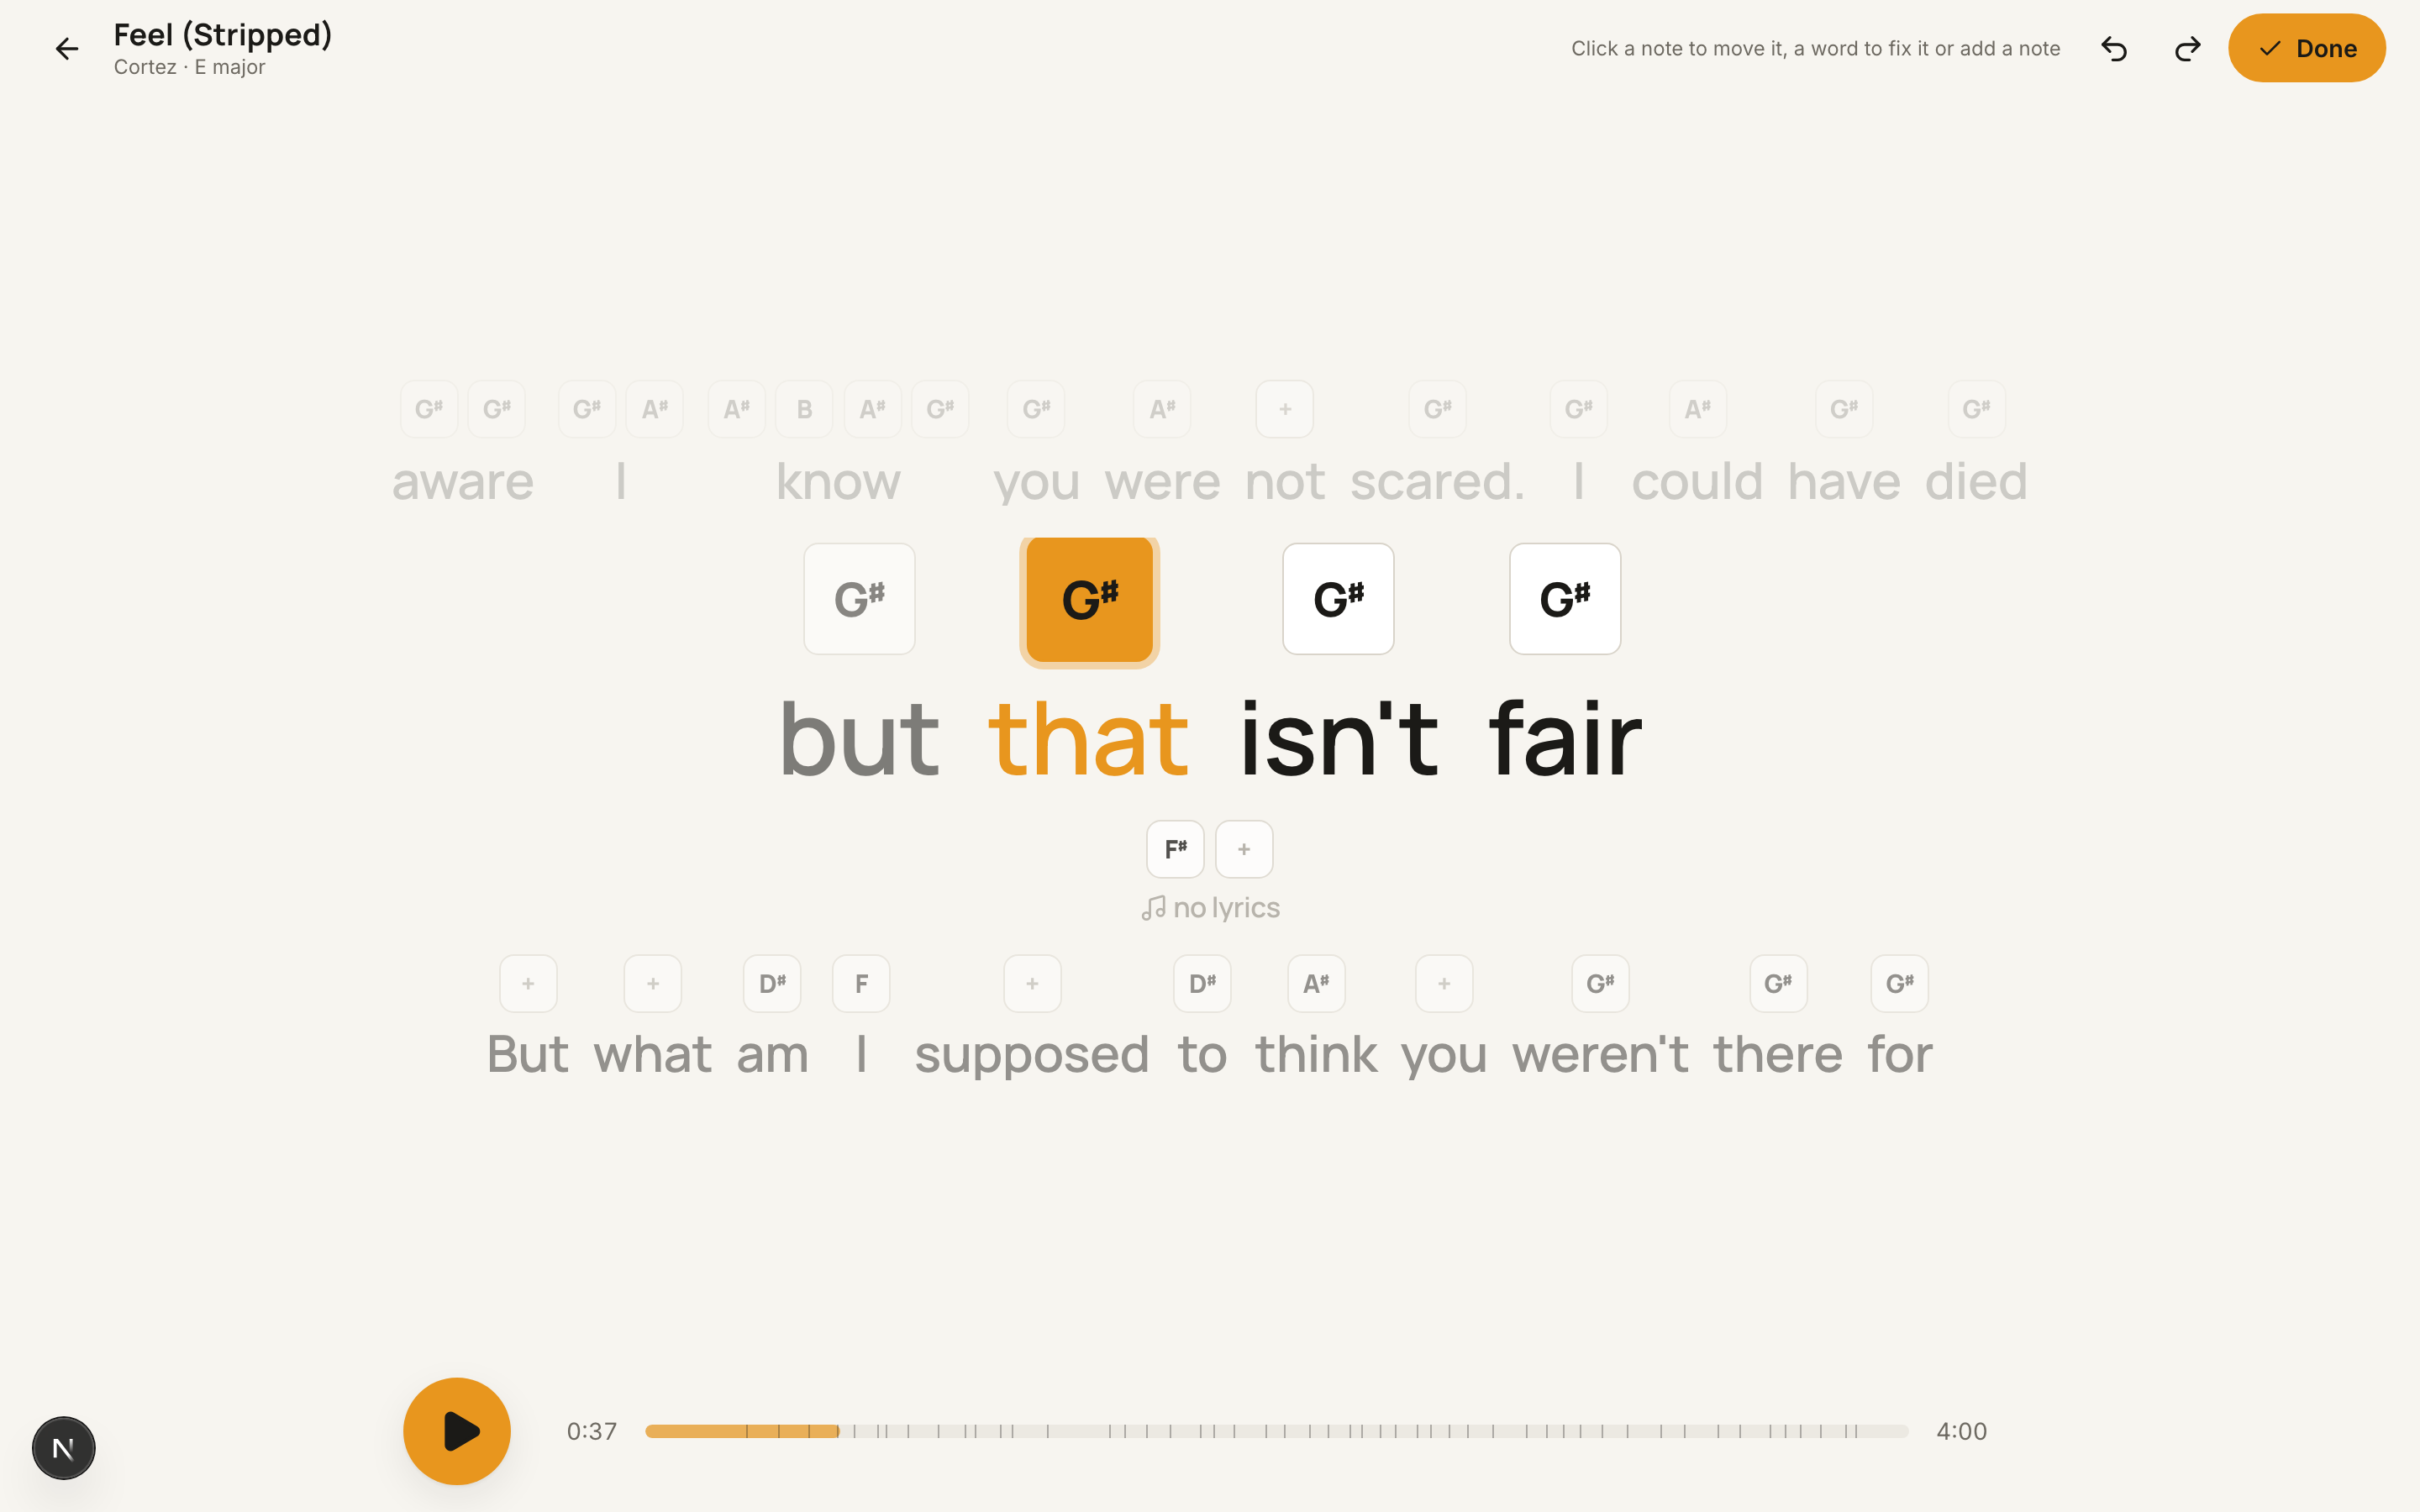 Feel (Stripped)
Cortez · E major
Click a note to move it, a word to fix it or add a note
Done
G# G# G# A# A# B A# G# G# A# + G# G# A# G# G#
aware I know you were not scared. I could have died
G# G# G# G#
but that isn't fair
F# +
no lyrics
+ + D# F + D# A# + G# G# G#
But what am I supposed to think you weren't there for
0:37
4:00
N